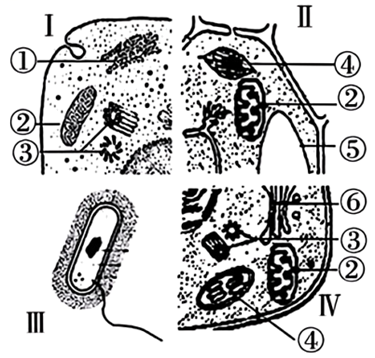 I
II
①
②
③
④
②
⑤
III
⑥
③
②
④
IV